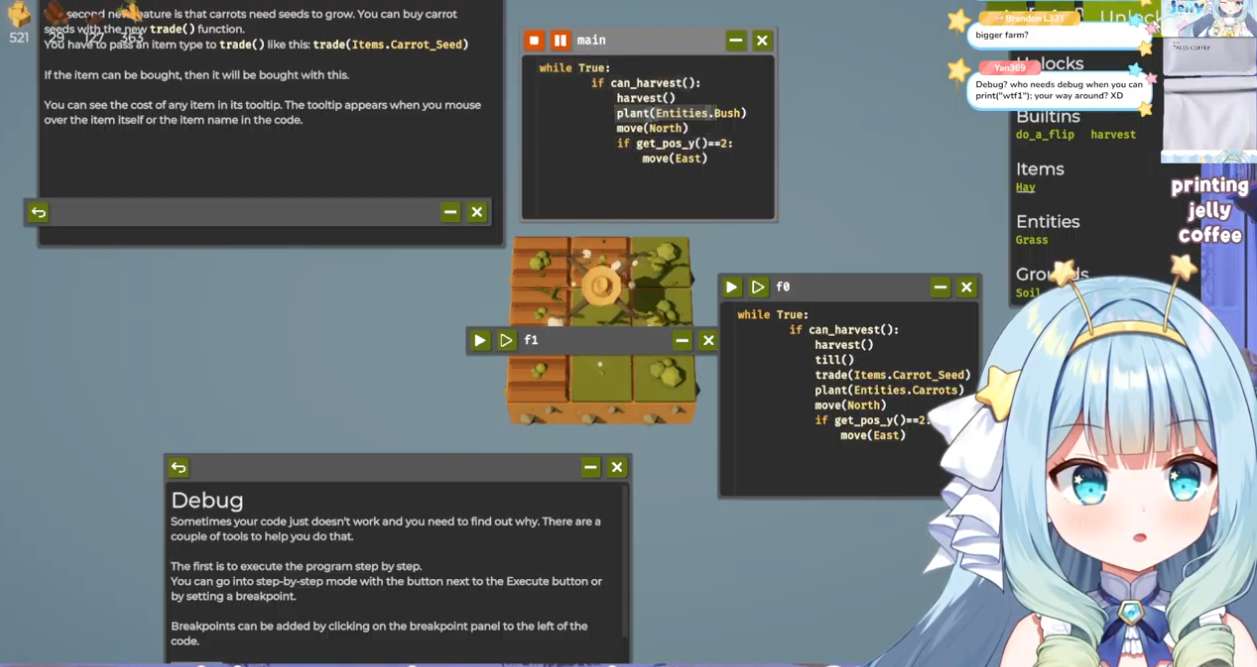 second new feature is that carrots need seeds to grow. You can buy carrot
seeds with the new trade() function.
You have to pass an item type to trade() like this: trade(Items.Carrot_Seed)
If the item can be bought, then it will be bought with this.
You can see the cost of any item in its tooltip. The tooltip appears when you mouse
over the item itself or the item name in the code.
521
29
127
363
main
while True:
if can_harvest():
harvest()
plant(Entities.Bush)
move(North)
if get_pos_y()==2:
move(East)
f1
f0
while True:
if can_harvest():
harvest()
till()
trade(Items.Carrot_Seed)
plant(Entities.Carrots)
move(North)
if get_pos_y()==2:
move(East)
Debug
Sometimes your code just doesn't work and you need to find out why. There are a
couple of tools to help you do that.
The first is to execute the program step by step.
You can go into step-by-step mode with the button next to the Execute button or
by setting a breakpoint.
Breakpoints can be added by clicking on the breakpoint panel to the left of the
code.
Brandon L337
bigger farm?
Yan369
Debug? who needs debug when you can
print("wtf1"); your way around? XD
Unlocks
Builtins
do_a_flip harvest
Items
Hay
Entities
Grass
Grounds
Soil
Jelly
printing
jelly
coffee